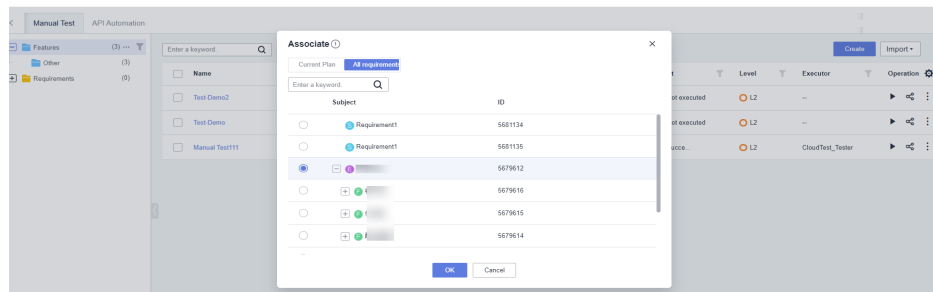 Manual Test API Automation
Features (3) ...
Other (3)
Requirements (0)
Enter a keyword.
Create Import
Name Level Executor Operation
Test-Demo2 ot executed L2 --
Test-Demo ot executed L2 --
Manual Test111 ucce... L2 CloudTest_Tester
Associate
Current Plan All requirements
Enter a keyword.
Subject ID
Requirement1 5681134
Requirement1 5681135
5679612
5679616
5679615
5679614
OK Cancel